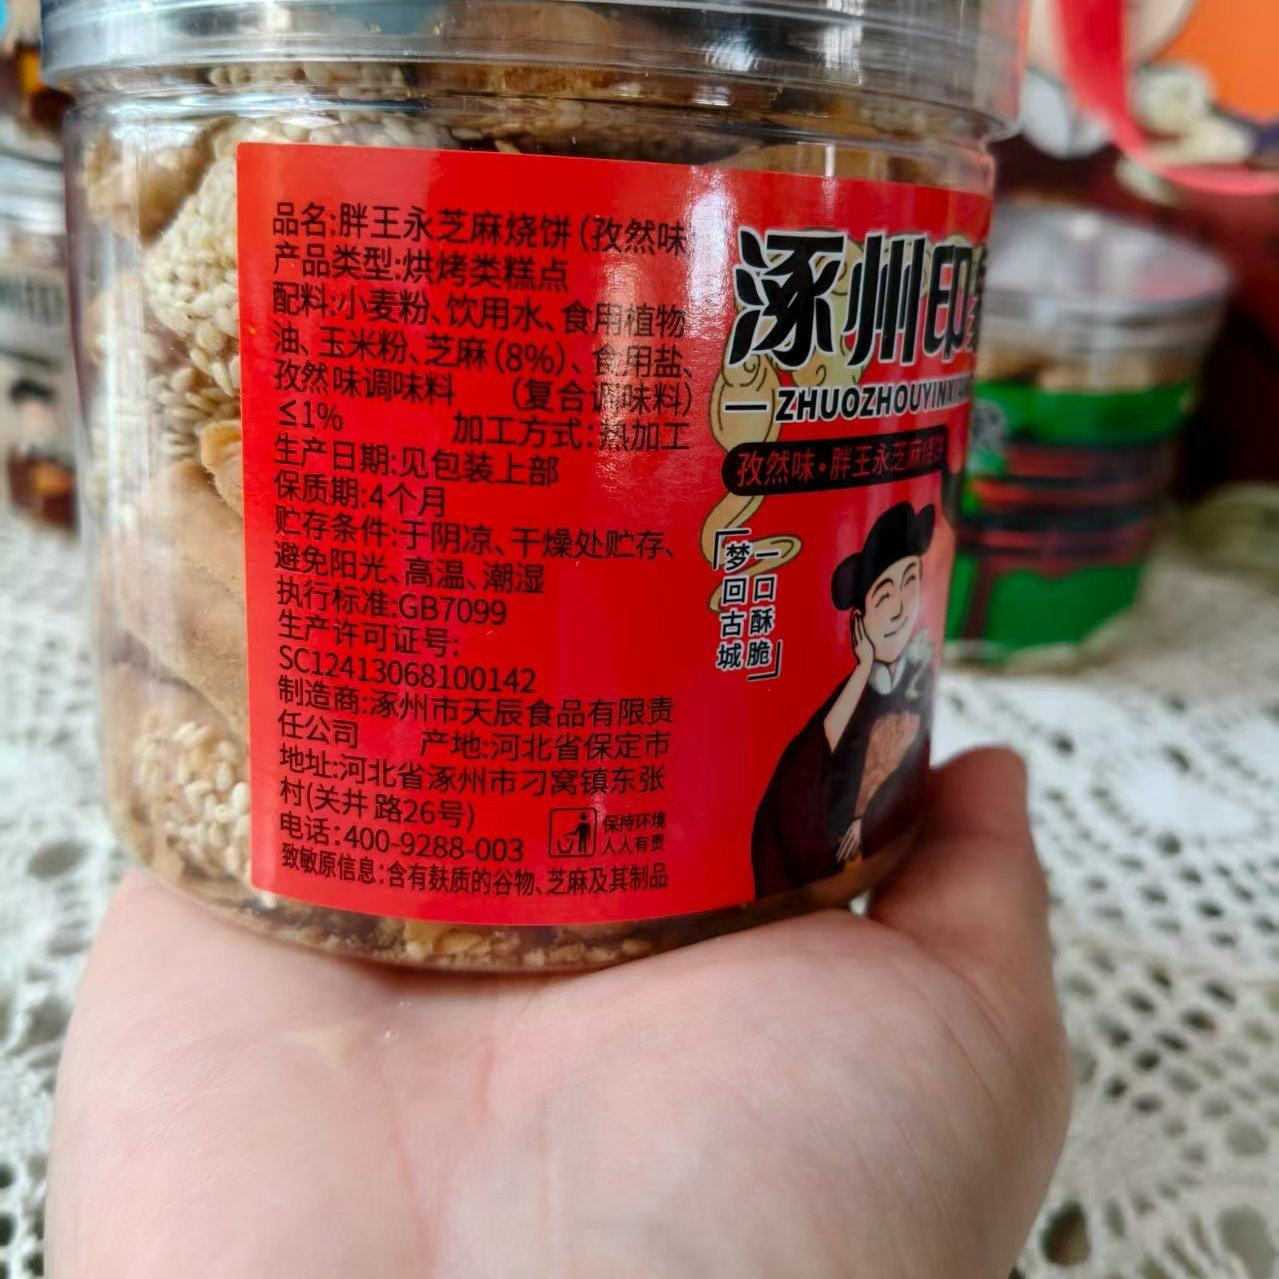 品名:胖王永芝麻烧饼(孜然味
产品类型:烘烤类糕点
配料:小麦粉、饮用水、食用植物
油、玉米粉、芝麻(8%)、食用盐、
孜然味调味料 (复合调味料)
≤1% 加工方式:热加工
生产日期:见包装上部
保质期:4个月
贮存条件:于阴凉、干燥处贮存、
避免阳光、高温、潮湿
执行标准:GB7099
生产许可证号:
SC12413068100142
制造商:涿州市天辰食品有限责
任公司 产地:河北省保定市
地址:河北省涿州市刁窝镇东张
村(关井路26号)
电话:400-9288-003
保持环境
人人有责
致敏原信息:含有麸质的谷物、芝麻及其制品
涿州印
ZHUOZHOUYINXIANG
孜然味·胖王永芝麻烧饼
「一口酥脆」
梦回古城